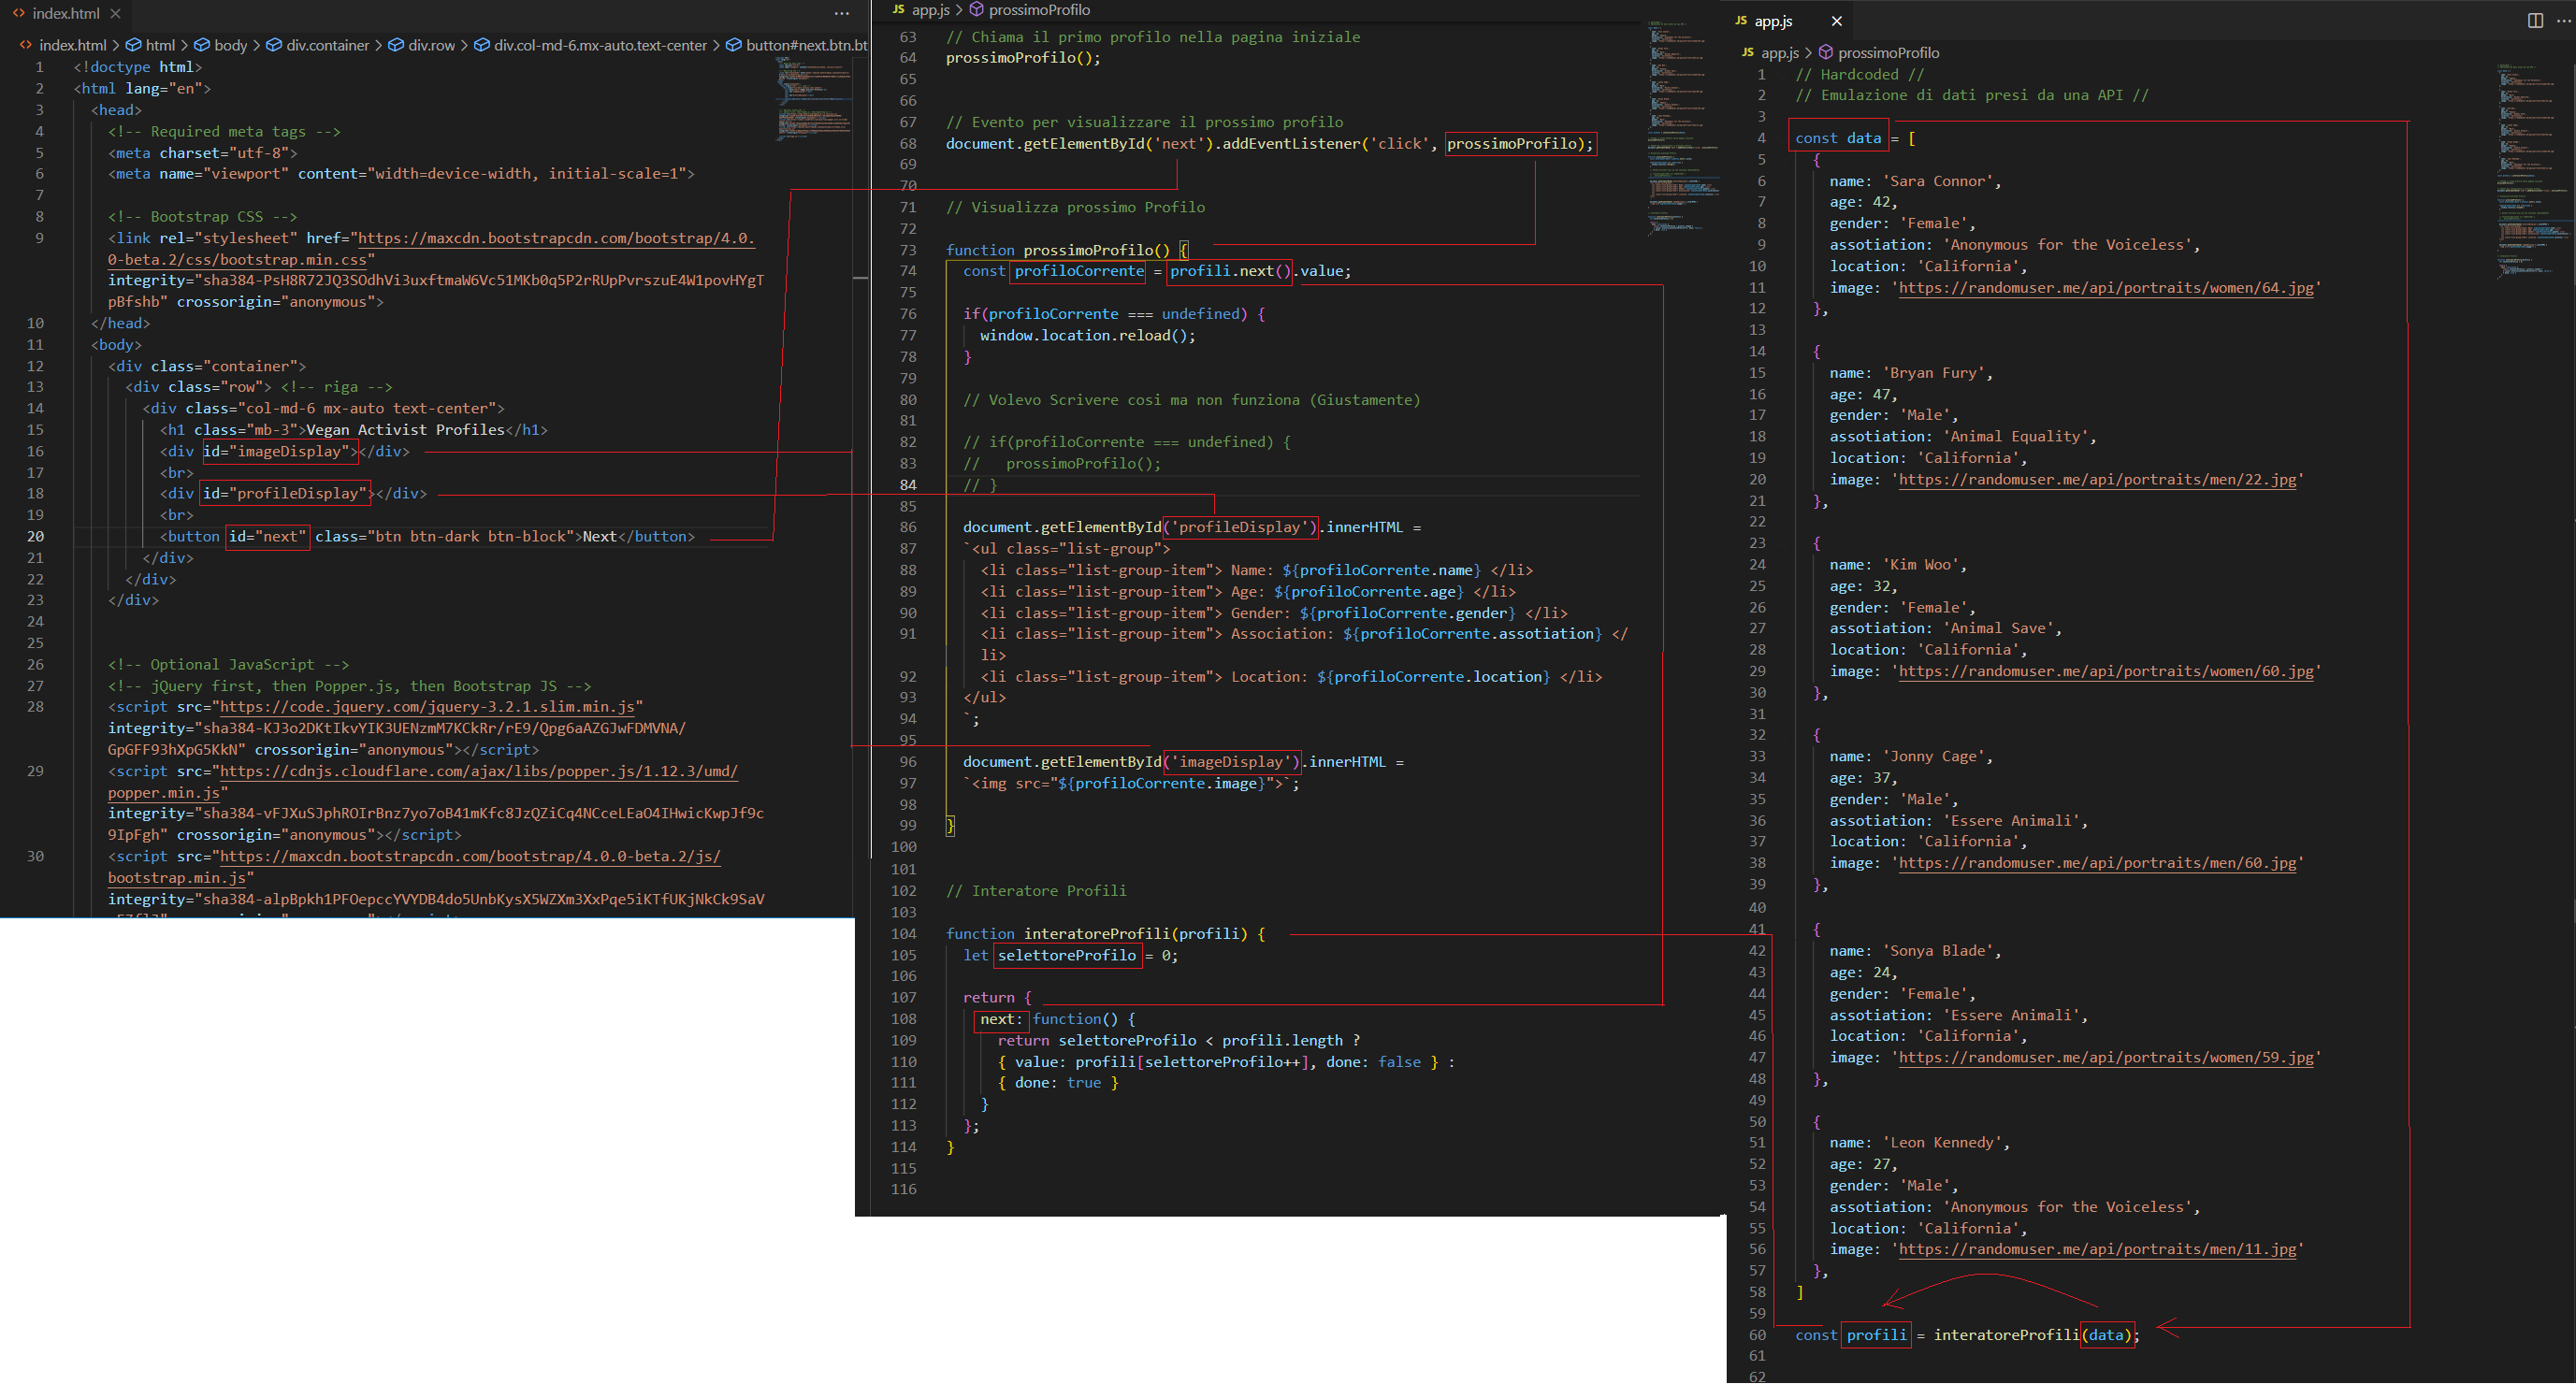 index.html
index.html > html > body > div.container > div.row > div.col-md-6.mx-auto.text-center > button#next.btn.bt
1 <!doctype html>
2 <html lang="en">
3 <head>
4 <!-- Required meta tags -->
5 <meta charset="utf-8">
6 <meta name="viewport" content="width=device-width, initial-scale=1">
7
8 <!-- Bootstrap CSS -->
9 <link rel="stylesheet" href="https://maxcdn.bootstrapcdn.com/bootstrap/4.0.
0-beta.2/css/bootstrap.min.css"
integrity="sha384-PsH8R72JQ3SOdhVi3uxftmaW6Vc51MKb0q5P2rRUpPvrszuE4W1povHYgT
pBfshb" crossorigin="anonymous">
10 </head>
11 <body>
12 <div class="container">
13 <div class="row"> <!-- riga -->
14 <div class="col-md-6 mx-auto text-center">
15 <h1 class="mb-3">Vegan Activist Profiles</h1>
16 <div id="imageDisplay"></div>
17 <br>
18 <div id="profileDisplay"></div>
19 <br>
20 <button id="next" class="btn btn-dark btn-block">Next</button>
21 </div>
22 </div>
23 </div>
24
25
26 <!-- Optional JavaScript -->
27 <!-- jQuery first, then Popper.js, then Bootstrap JS -->
28 <script src="https://code.jquery.com/jquery-3.2.1.slim.min.js"
integrity="sha384-KJ3o2DKtIkvYIK3UENzmM7KCkRr/rE9/Qpg6aAZGJwFDMVNA/
GpGFF93hXpG5KkN" crossorigin="anonymous"></script>
29 <script src="https://cdnjs.cloudflare.com/ajax/libs/popper.js/1.12.3/umd/
popper.min.js"
integrity="sha384-vFJXuSJphROIrBnz7yo7oB41mKfc8JzQZiCq4NCceLEaO4IHwicKwpJf9c
9IpFgh" crossorigin="anonymous"></script>
30 <script src="https://maxcdn.bootstrapcdn.com/bootstrap/4.0.0-beta.2/js/
bootstrap.min.js"
integrity="sha384-alpBpkh1PFOepccYVYDB4do5UnbKysX5WZXm3XxPqe5iKTfUKjNkCk9SaV
JS app.js > prossimoProfilo
63 // Chiama il primo profilo nella pagina iniziale
64 prossimoProfilo();
65
66
67 // Evento per visualizzare il prossimo profilo
68 document.getElementById('next').addEventListener('click', prossimoProfilo);
69
70
71 // Visualizza prossimo Profilo
72
73 function prossimoProfilo() {
74 const profiloCorrente = profili.next().value;
75
76 if(profiloCorrente === undefined) {
77 window.location.reload();
78 }
79
80 // Volevo Scrivere cosi ma non funziona (Giustamente)
81
82 // if(profiloCorrente === undefined) {
83 // prossimoProfilo();
84 // }
85
86 document.getElementById('profileDisplay').innerHTML =
87 `<ul class="list-group">
88 <li class="list-group-item"> Name: ${profiloCorrente.name} </li>
89 <li class="list-group-item"> Age: ${profiloCorrente.age} </li>
90 <li class="list-group-item"> Gender: ${profiloCorrente.gender} </li>
91 <li class="list-group-item"> Association: ${profiloCorrente.assotiation} </
li>
92 <li class="list-group-item"> Location: ${profiloCorrente.location} </li>
93 </ul>
94 `;
95
96 document.getElementById('imageDisplay').innerHTML =
97 `<img src="${profiloCorrente.image}">`;
98
99 }
100
101
102 // Interatore Profili
103
104 function interatoreProfili(profili) {
105 let selettoreProfilo = 0;
106
107 return {
108 next: function() {
109 return selettoreProfilo < profili.length ?
110 { value: profili[selettoreProfilo++], done: false } :
111 { done: true }
112 }
113 };
114 }
115
116
JS app.js
JS app.js > prossimoProfilo
1 // Hardcoded //
2 // Emulazione di dati presi da una API //
3
4 const data = [
5 {
6 name: 'Sara Connor',
7 age: 42,
8 gender: 'Female',
9 assotiation: 'Anonymous for the Voiceless',
10 location: 'California',
11 image: 'https://randomuser.me/api/portraits/women/64.jpg'
12 },
13
14 {
15 name: 'Bryan Fury',
16 age: 47,
17 gender: 'Male',
18 assotiation: 'Animal Equality',
19 location: 'California',
20 image: 'https://randomuser.me/api/portraits/men/22.jpg'
21 },
22
23 {
24 name: 'Kim Woo',
25 age: 32,
26 gender: 'Female',
27 assotiation: 'Animal Save',
28 location: 'California',
29 image: 'https://randomuser.me/api/portraits/women/60.jpg'
30 },
31
32 {
33 name: 'Jonny Cage',
34 age: 37,
35 gender: 'Male',
36 assotiation: 'Essere Animali',
37 location: 'California',
38 image: 'https://randomuser.me/api/portraits/men/60.jpg'
39 },
40
41 {
42 name: 'Sonya Blade',
43 age: 24,
44 gender: 'Female',
45 assotiation: 'Essere Animali',
46 location: 'California',
47 image: 'https://randomuser.me/api/portraits/women/59.jpg'
48 },
49
50 {
51 name: 'Leon Kennedy',
52 age: 27,
53 gender: 'Male',
54 assotiation: 'Anonymous for the Voiceless',
55 location: 'California',
56 image: 'https://randomuser.me/api/portraits/men/11.jpg'
57 },
58 ]
59
60 const profili = interatoreProfili(data);
61
62